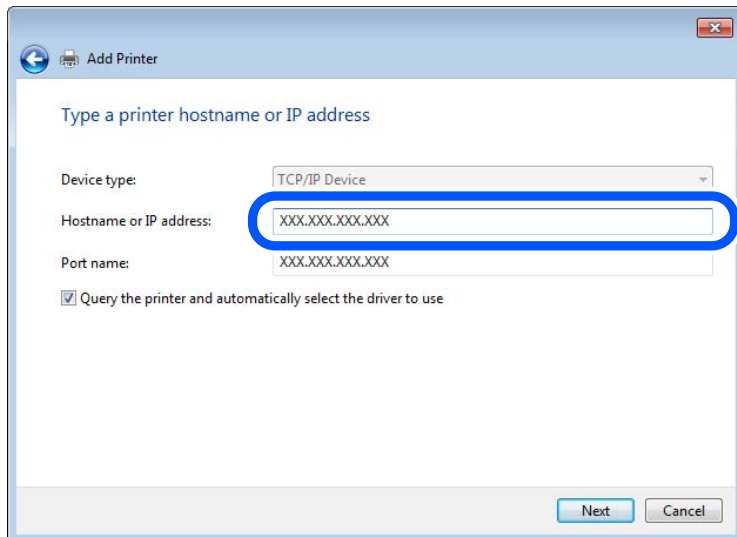 Add Printer
Type a printer hostname or IP address
Device type: TCP/IP Device
Hostname or IP address: XXX.XXX.XXX.XXX
Port name: XXX.XXX.XXX.XXX
Query the printer and automatically select the driver to use
Next Cancel